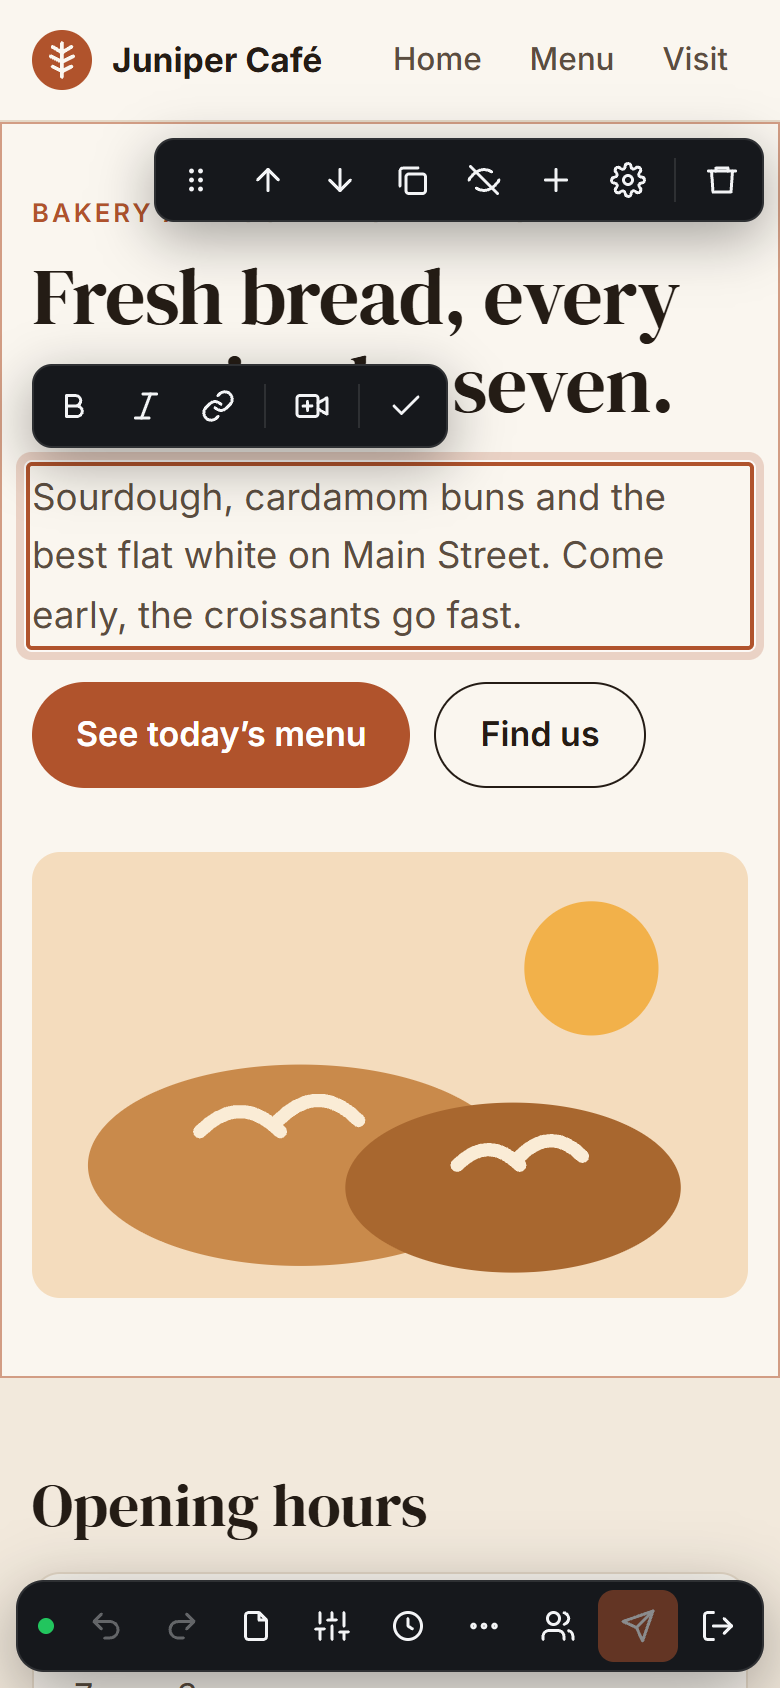 Juniper Café
Home Menu Visit
BAKERY
Fresh bread, every
seven.
Sourdough, cardamom buns and the
best flat white on Main Street. Come
early, the croissants go fast.
See today’s menu
Find us
Opening hours